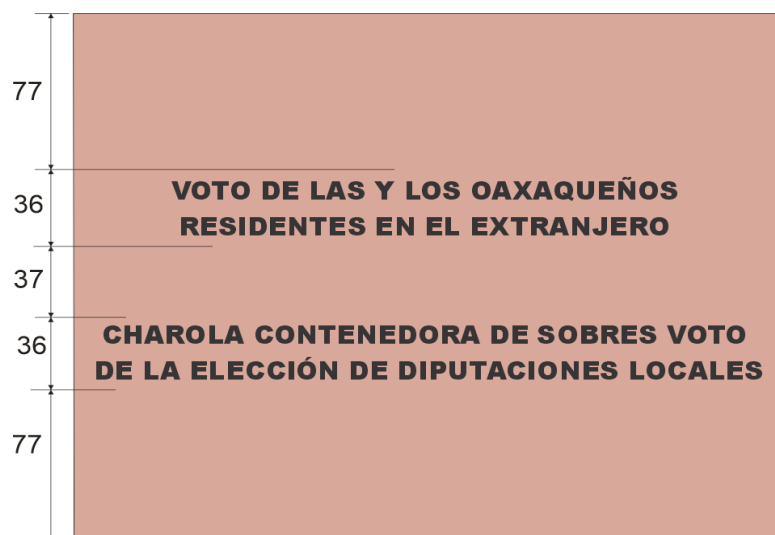 77
36
VOTO DE LAS Y LOS OAXAQUEÑOS
RESIDENTES EN EL EXTRANJERO
37
36
CHAROLA CONTENEDORA DE SOBRES VOTO
DE LA ELECCIÓN DE DIPUTACIONES LOCALES
77